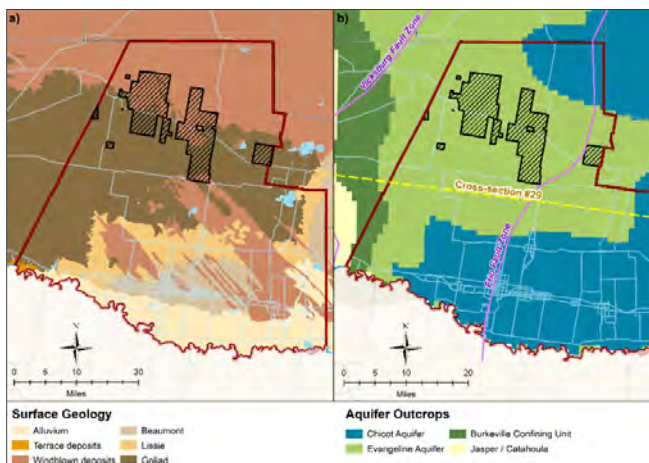 a)
b)
Vicksburg Fault Zone
Cross-section #29
Frio Fault Zone
N
N
0 5 10 20
Miles
0 5 10 20
Miles
Surface Geology
Alluvium
Terrace deposits
Windblown deposits
Beaumont
Lissie
Goliad
Aquifer Outcrops
Chicot Aquifer
Evangeline Aquifer
Burkeville Confining Unit
Jasper / Catahoula